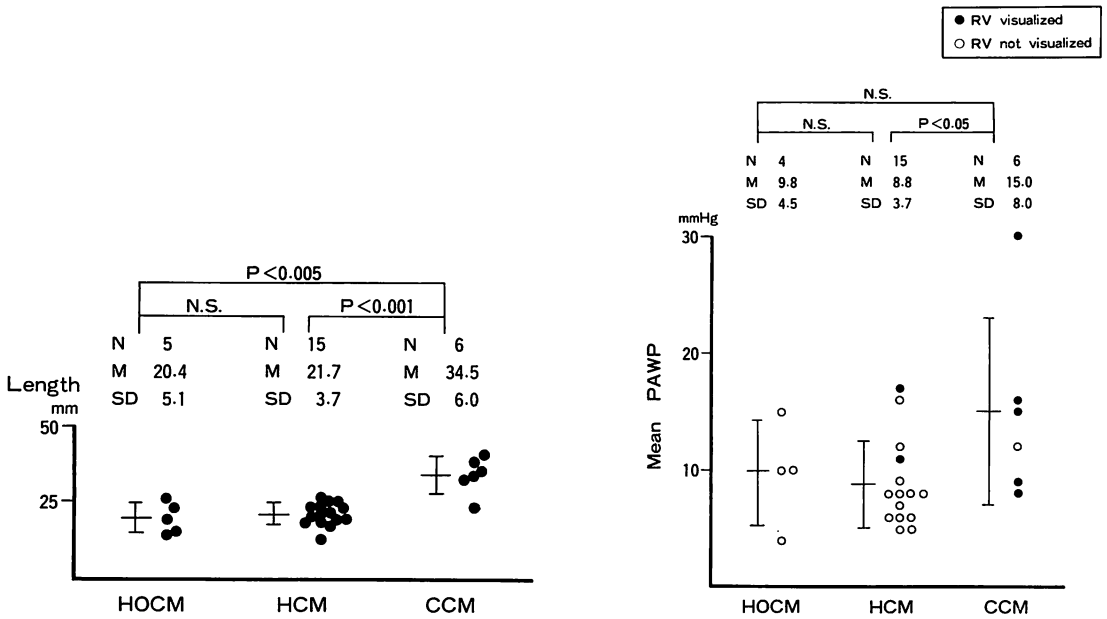 P<0.005
N.S. P<0.001
N 5 N 15 N 6
M 20.4 M 21.7 M 34.5
SD 5.1 SD 3.7 SD 6.0
Length
mm
50
25
HOCM HCM CCM
● RV visualized
○ RV not visualized
N.S.
N.S. P<0.05
N 4 N 15 N 6
M 9.8 M 8.8 M 15.0
SD 4.5 SD 3.7 SD 8.0
mmHg
30
20
10
Mean PAWP
HOCM HCM CCM